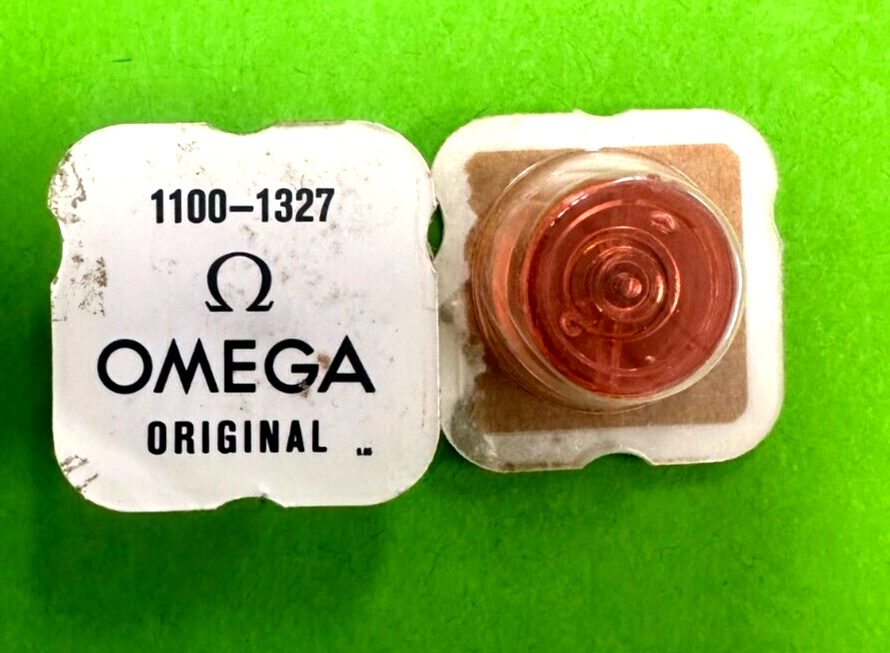 1100–1327
Ω
OMEGA
ORIGINAL